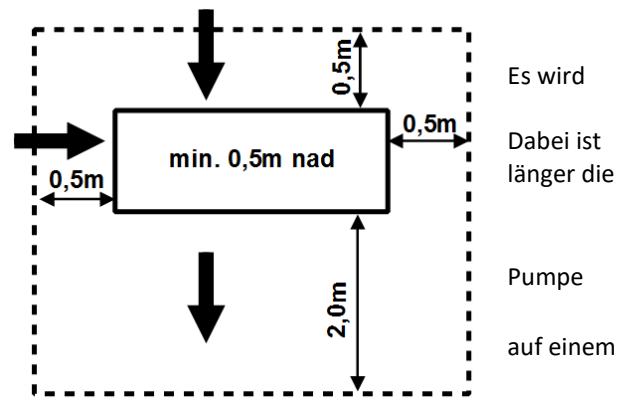 0,5m
Es wird
0,5m
Dabei ist
min. 0,5m nad
länger die
0,5m
2,0m
Pumpe
auf einem